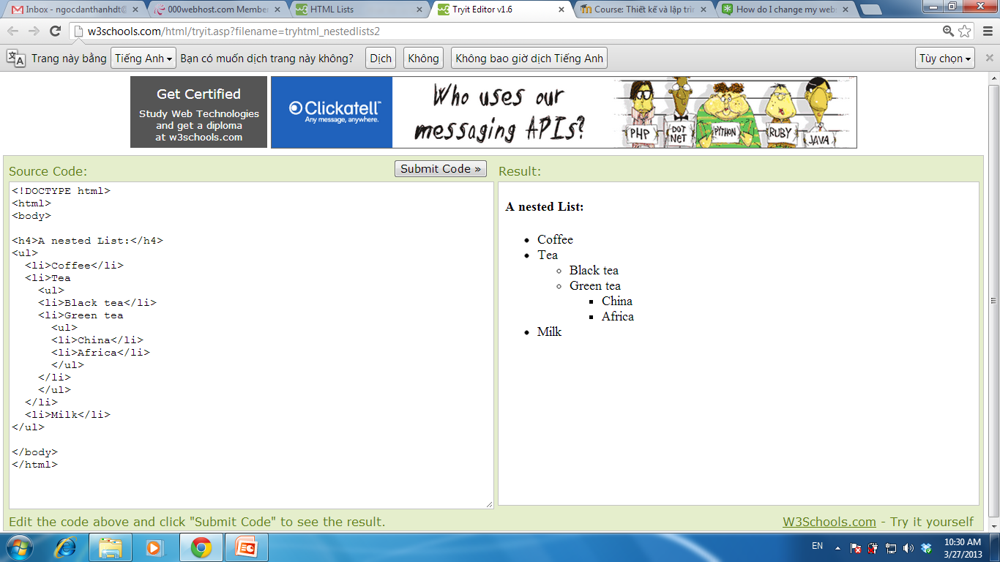 Inbox - ngocdanthanhdt@
000webhost.com Member
HTML Lists
Tryit Editor v1.6
Course: Thiết kế và lập trìn
How do I change my web
w3schools.com/html/tryit.asp?filename=tryhtml_nestedlists2
Trang này bằng Tiếng Anh Bạn có muốn dịch trang này không? Dịch Không Không bao giờ dịch Tiếng Anh Tùy chọn
Get Certified
Study Web Technologies
and get a diploma
at w3schools.com
Clickatell™
Any message, anywhere.
Who uses our
messaging APIs?
PHP
DOT
NET
PYTHON
RUBY
JAVA
Source Code:
Submit Code »
<!DOCTYPE html>
<html>
<body>
<h4>A nested List:</h4>
<ul>
<li>Coffee</li>
<li>Tea
<ul>
<li>Black tea</li>
<li>Green tea
<ul>
<li>China</li>
<li>Africa</li>
</ul>
</li>
</ul>
</li>
<li>Milk</li>
</ul>
</body>
</html>
Result:
A nested List:
Coffee
Tea
Black tea
Green tea
China
Africa
Milk
Edit the code above and click "Submit Code" to see the result.
W3Schools.com - Try it yourself
EN
10:30 AM
3/27/2013